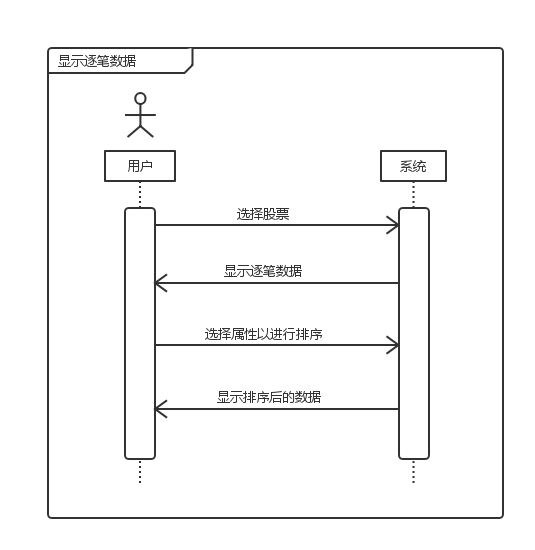 显示逐笔数据
用户
系统
选择股票
显示逐笔数据
选择属性以进行排序
显示排序后的数据